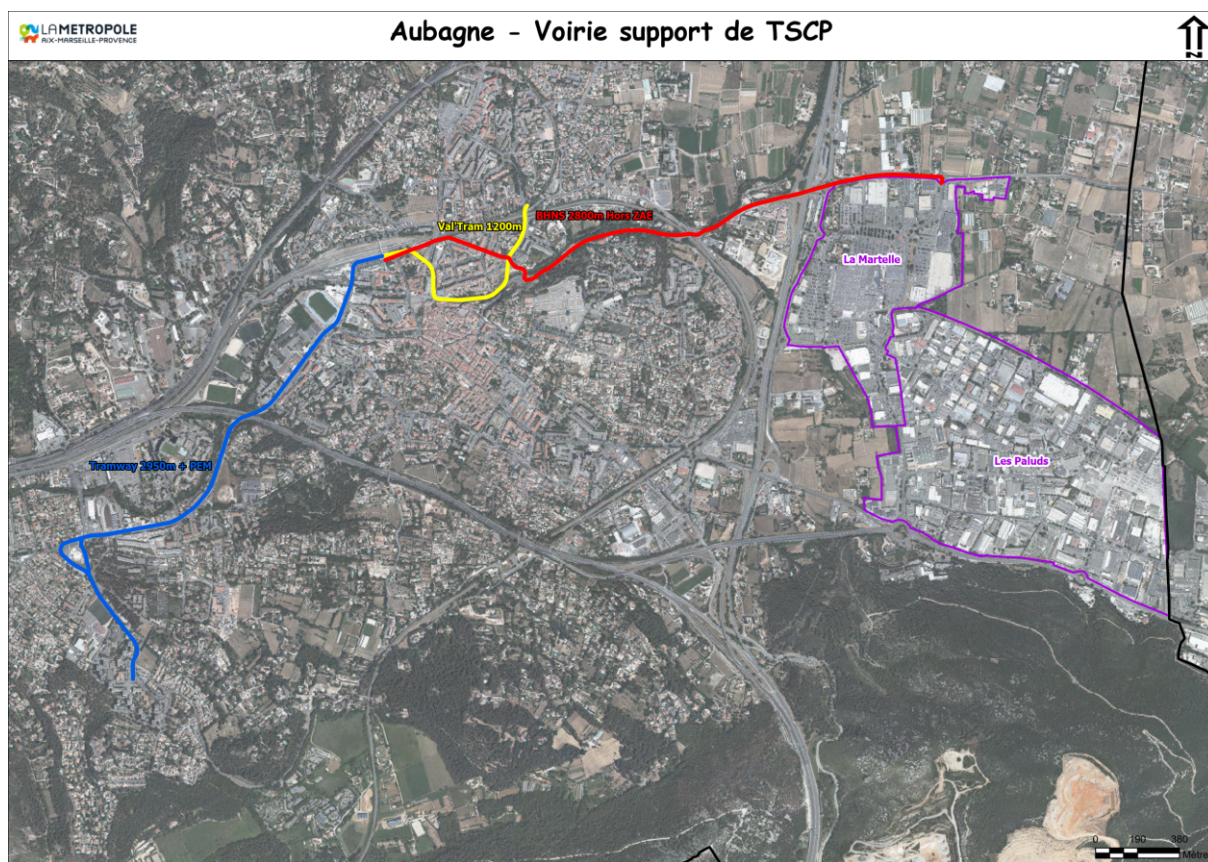 LAMETROPOLE
AIX-MARSEILLE-PROVENCE
Aubagne - Voirie support de TSCP
N
BHNS 2800m Hors ZAE
Val'Tram 1200m
La Martelle
Tramway 2950m + PEM
Les Paluds
0 190 380
Mètre